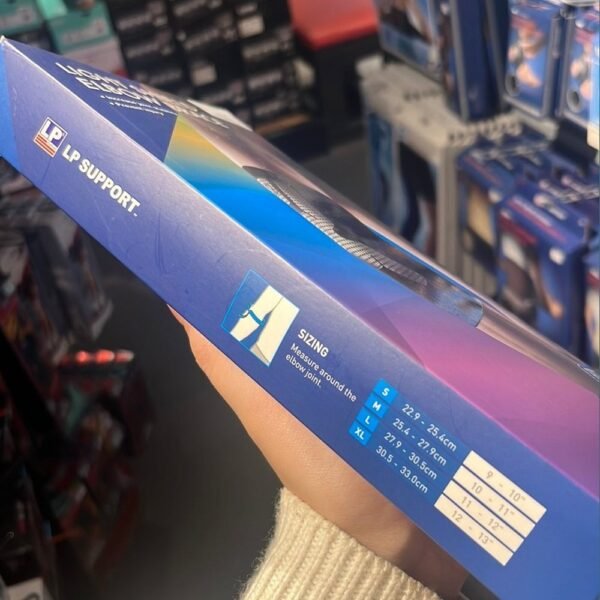 LP
LP SUPPORT™
SIZING
Measure around the
elbow joint.
S 22.9 - 25.4cm 9 - 10"
M 25.4 - 27.9cm 10 - 11"
L 27.9 - 30.5cm 11 - 12"
XL 30.5 - 33.0cm 12 - 13"